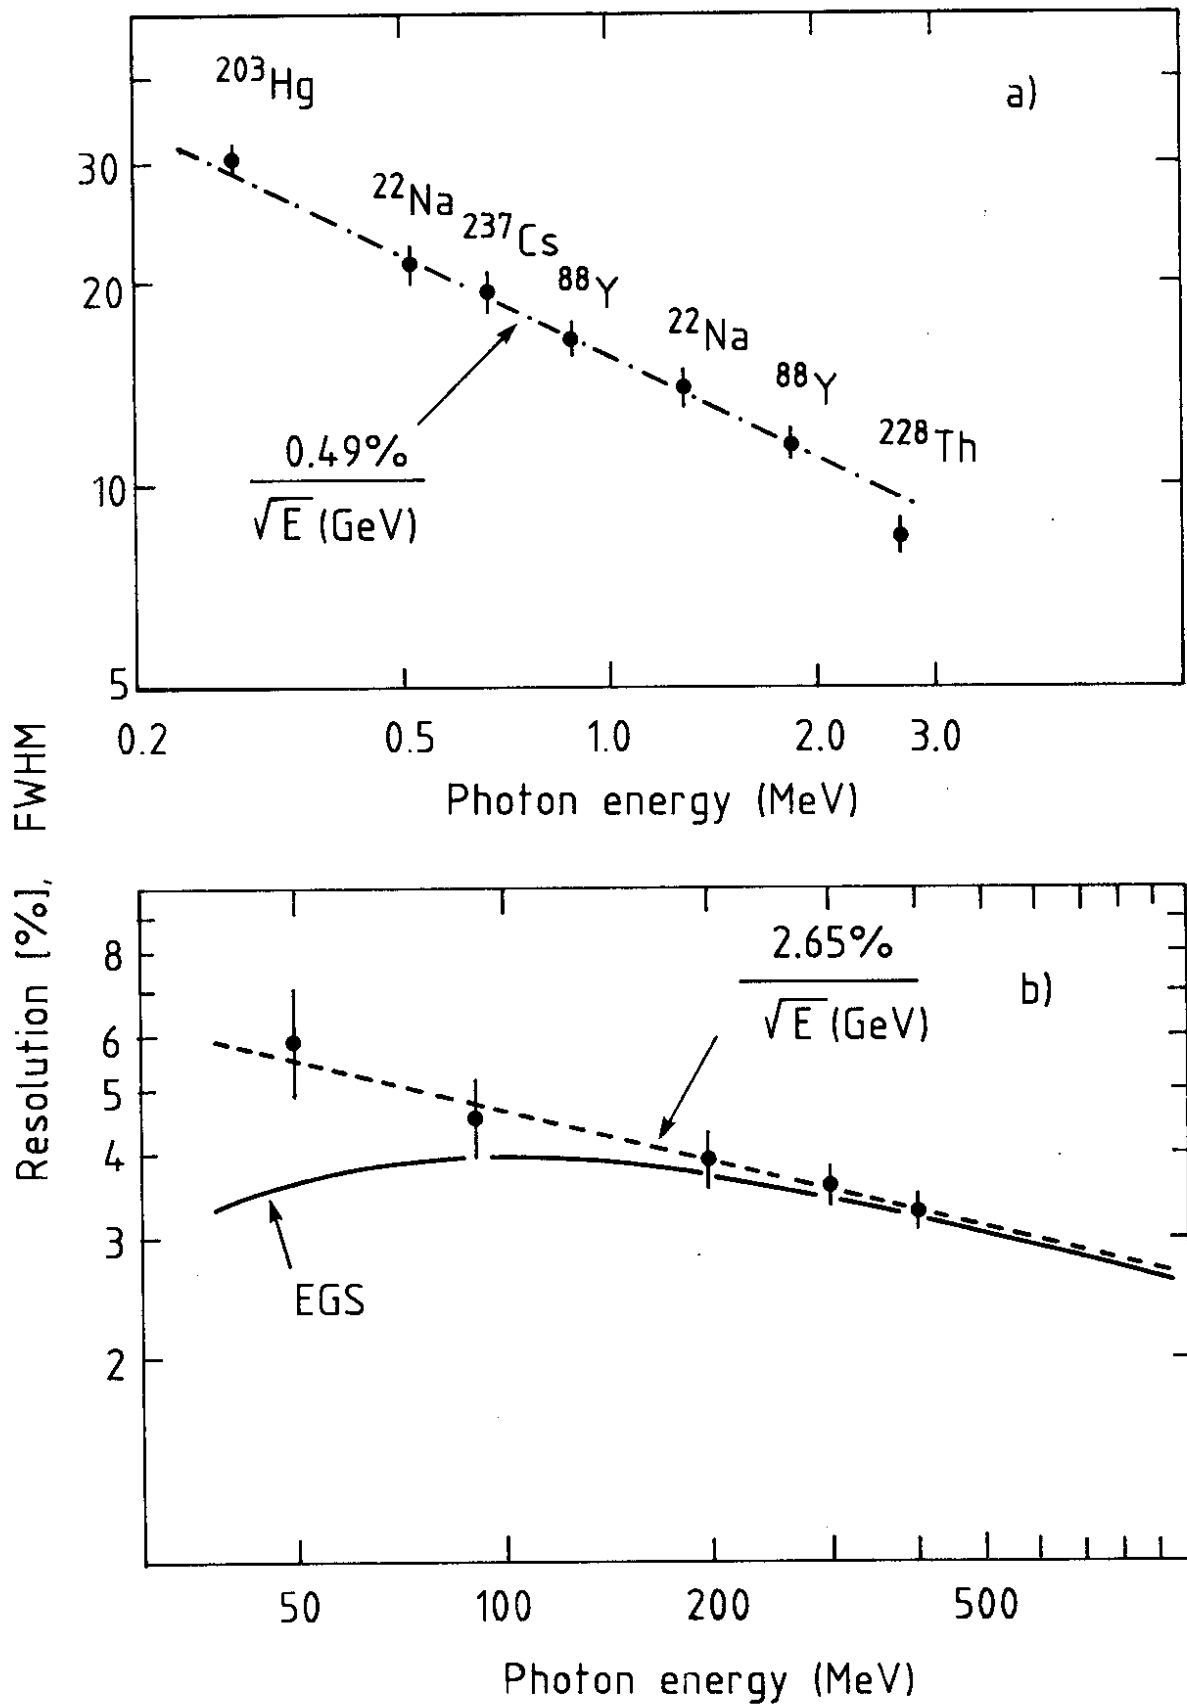 a)
²⁰³Hg
²²Na
²³⁷Cs
⁸⁸Y
²²Na
⁸⁸Y
²²⁸Th
0.49%
√E (GeV)
30
20
10
5
0.2 0.5 1.0 2.0 3.0
Photon energy (MeV)
Resolution [%], FWHM
2.65%
√E (GeV)
b)
8
6
5
4
3
2
EGS
50 100 200 500
Photon energy (MeV)